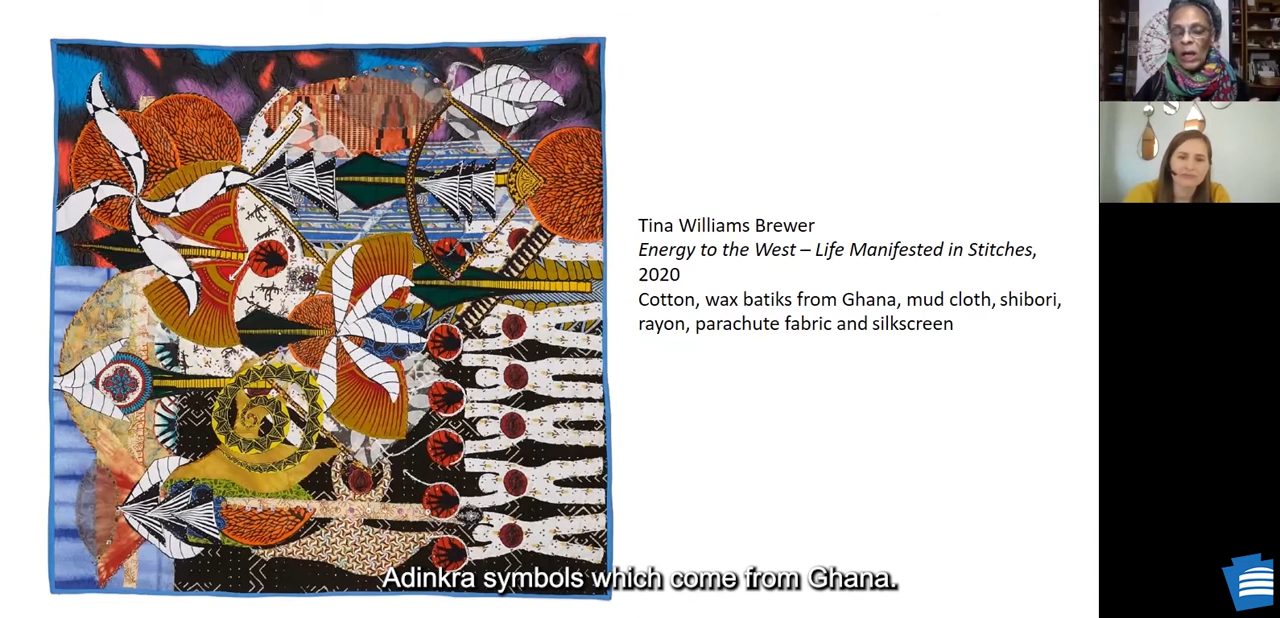 Tina Williams Brewer
Energy to the West – Life Manifested in Stitches,
2020
Cotton, wax batiks from Ghana, mud cloth, shibori,
rayon, parachute fabric and silkscreen
Adinkra symbols which come from Ghana.